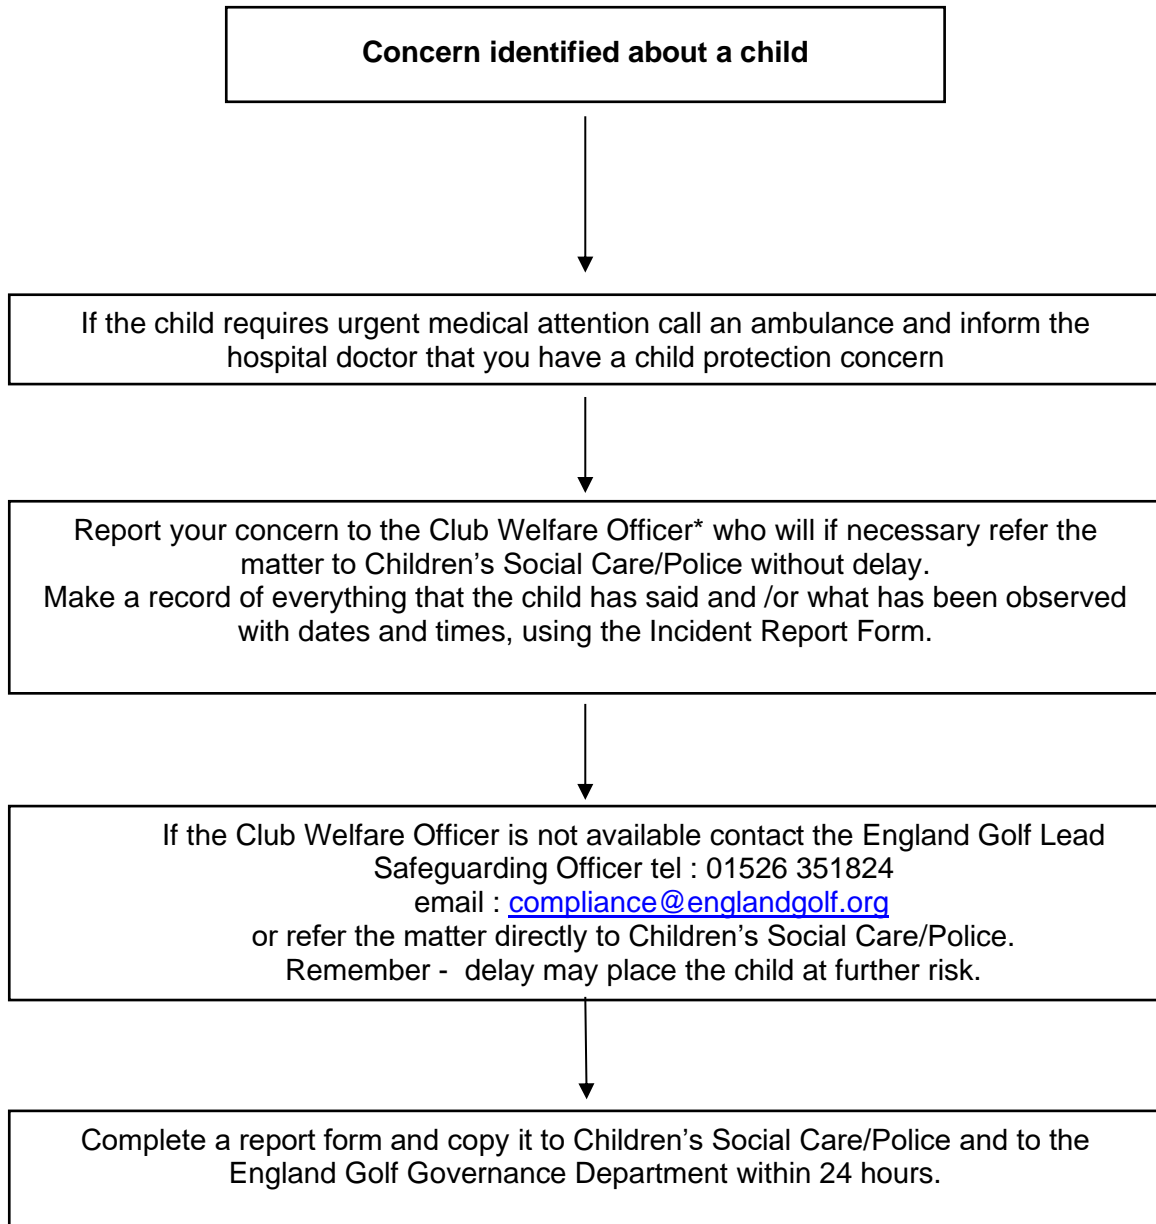 Concern identified about a child
If the child requires urgent medical attention call an ambulance and inform the
hospital doctor that you have a child protection concern
Report your concern to the Club Welfare Officer* who will if necessary refer the
matter to Children’s Social Care/Police without delay.
Make a record of everything that the child has said and /or what has been observed
with dates and times, using the Incident Report Form.
If the Club Welfare Officer is not available contact the England Golf Lead
Safeguarding Officer tel : 01526 351824
email : compliance@englandgolf.org
or refer the matter directly to Children’s Social Care/Police.
Remember -  delay may place the child at further risk.
Complete a report form and copy it to Children’s Social Care/Police and to the
England Golf Governance Department within 24 hours.